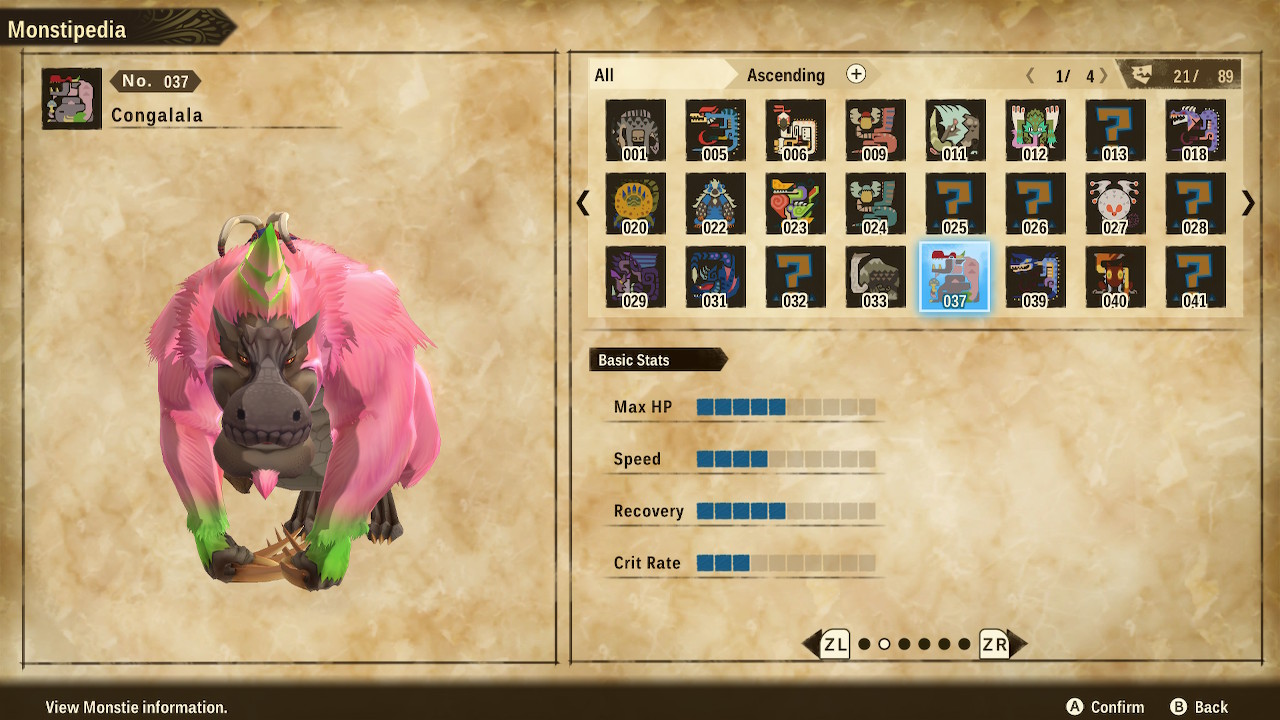 Monstipedia
No. 037
Congalala
All
Ascending
1/ 4
21/ 89
001 005 006 009 011 012 013 018
020 022 023 024 025 026 027 028
029 031 032 033 037 039 040 041
Basic Stats
Max HP
Speed
Recovery
Crit Rate
ZL ZR
View Monstie information.
A Confirm B Back